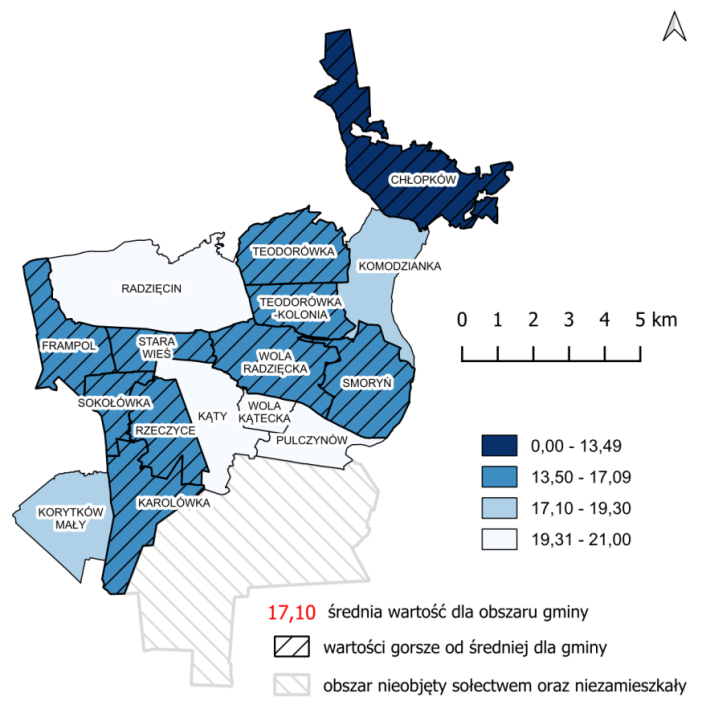 CHŁOPKÓW
TEODORÓWKA
KOMODZIANKA
RADZIĘCIN
TEODORÓWKA
-KOLONIA
0 1 2 3 4 5 km
FRAMPOL
STARA
WIEŚ
WOLA
RADZIĘCKA
SMORYŃ
SOKOŁÓWKA
RZECZYCE
KĄTY
WOLA
KĄTECKA
PULCZYNÓW
KAROLÓWKA
KORYTKÓW
MAŁY
0,00 - 13,49
13,50 - 17,09
17,10 - 19,30
19,31 - 21,00
17,10 średnia wartość dla obszaru gminy
wartości gorsze od średniej dla gminy
obszar nieobjęty sołectwem oraz niezamieszkały